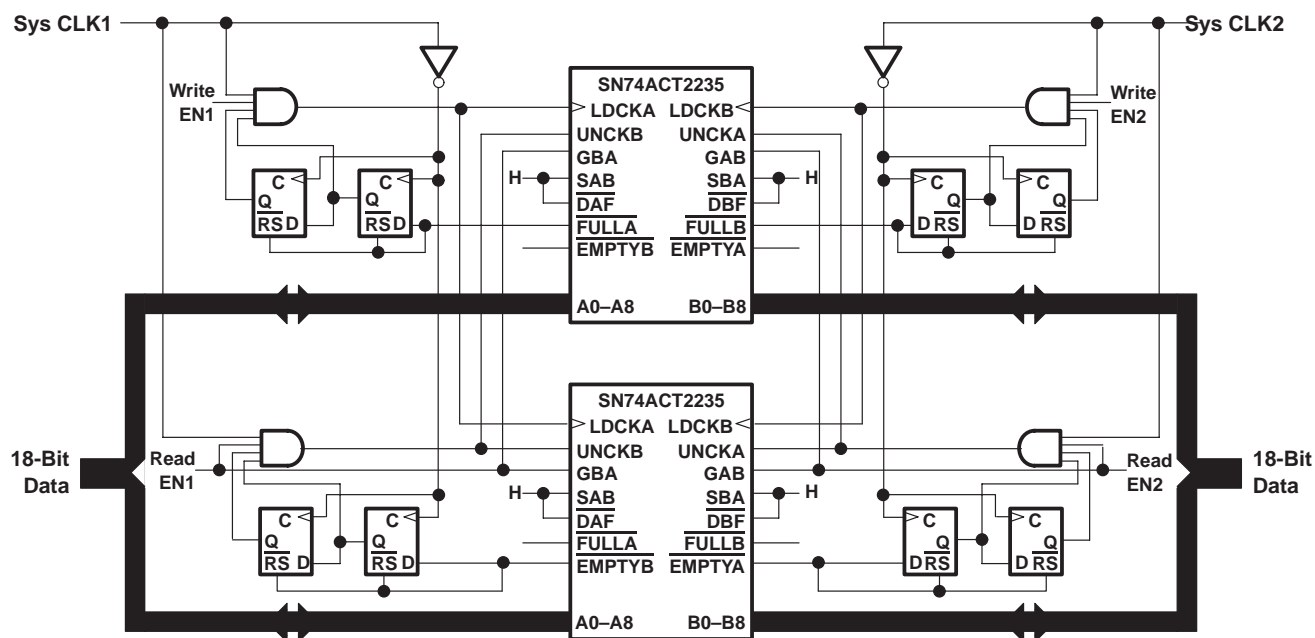 Sys CLK1
Sys CLK2
SN74ACT2235
Write
EN1
LDCKA LDCKB
Write
EN2
UNCKB UNCKA
GBA GAB
C C
H SAB SBA H
C C
Q Q
DAF DBF
Q Q
RS D RS D
FULLA FULLB
D RS D RS
EMPTYB EMPTYA
A0–A8 B0–B8
SN74ACT2235
LDCKA LDCKB
18-Bit
Data
Read
EN1
UNCKB UNCKA
GBA GAB
Read
EN2
18-Bit
Data
H SAB SBA H
C C
DAF DBF
C C
Q Q
FULLA FULLB
Q Q
RS D RS D
EMPTYB EMPTYA
D RS D RS
A0–A8 B0–B8